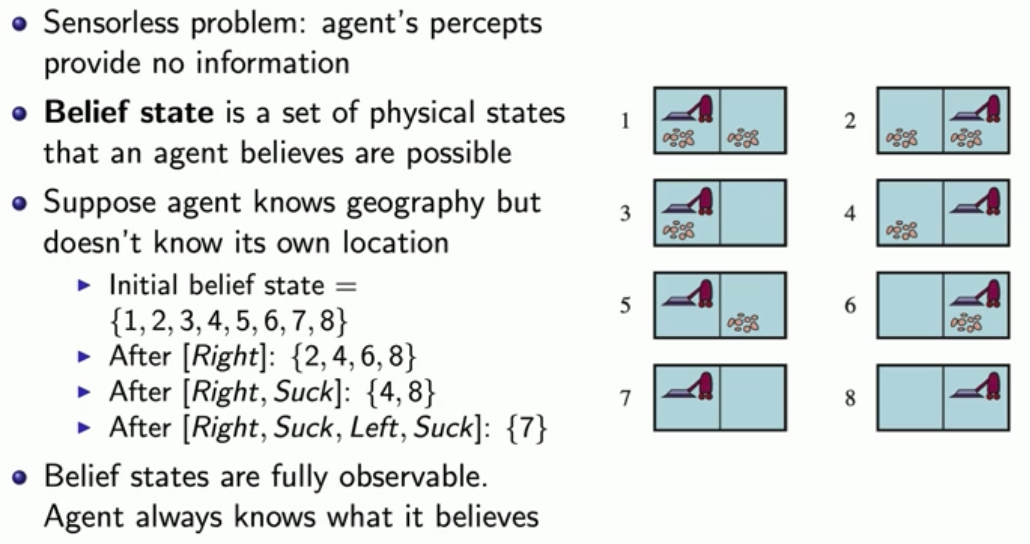 Sensorless problem: agent's percepts
provide no information
Belief state is a set of physical states
that an agent believes are possible
Suppose agent knows geography but
doesn't know its own location
Initial belief state =
{1, 2, 3, 4, 5, 6, 7, 8}
After [Right]: {2, 4, 6, 8}
After [Right, Suck]: {4, 8}
After [Right, Suck, Left, Suck]: {7}
Belief states are fully observable.
Agent always knows what it believes
1
2
3
4
5
6
7
8